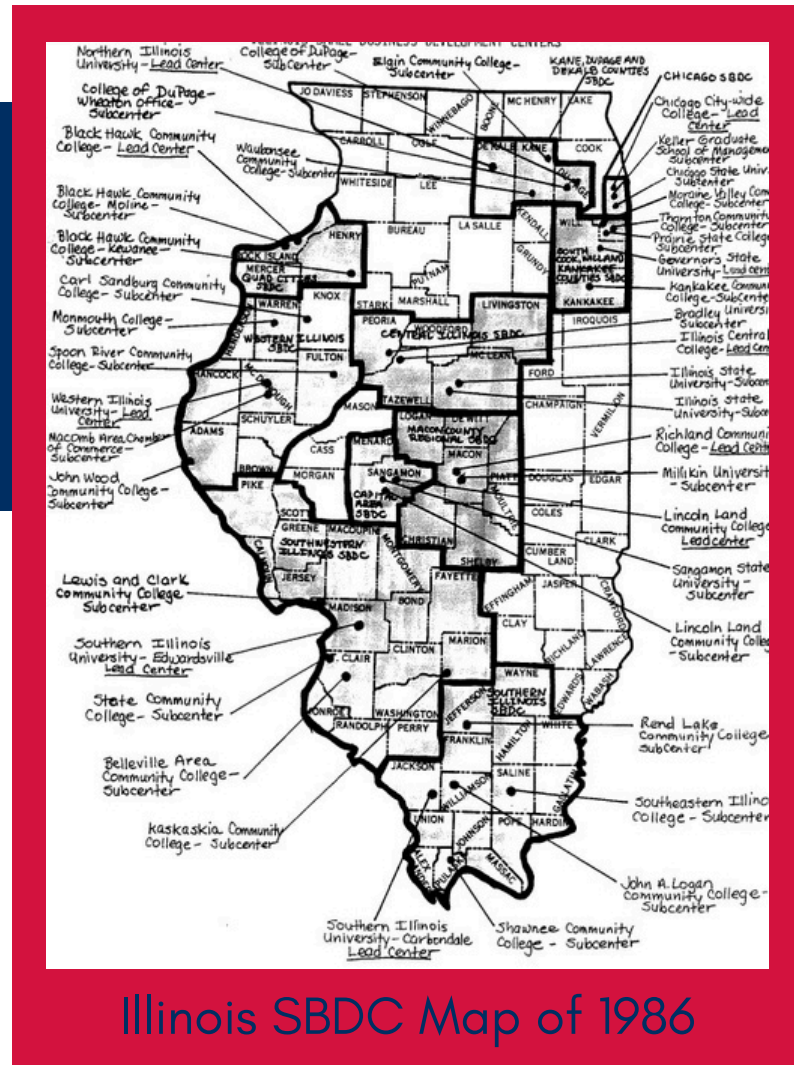 BUSINESS DEVELOPMENT CENTERS
Northern Illinois
University- Lead Center
College of DuPage-
SubCenter
Elgin Community College-
Subcenter
KANE, DUPAGE AND
DEKALB COUNTIES
SBDC
CHICAGO SBDC
College of DuPage-
Wheaton Office-
Subcenter
Chicago City-wide
College- Lead
Center
Black Hawk Community
College- Lead Center
Keller Graduate
School of Managemen
Subcenter
Waubonsee
Community
College- Subcenter
Chicago State Univ.
Subcenter
Black Hawk Community
College- Moline-
Subcenter
Moraine Valley Com
College- Subcenter
Thornton Community
College- Subcenter
Black Hawk Community
College- Kewanee-
Subcenter
Prairie State College
Subcenter
Governor's State
University- Lead cen
Carl Sandburg Community
College- Subcenter
Kankakee Commun
College- Subcente
Monmouth College-
Subcenter
Bradley Universi
Subcenter
Spoon River Community
College- Subcenter
Illinois Central
College- Lead Cen
Western Illinois
University- Lead
Center
Illinois State
University- Subcen
Illinois State
University- Subce
Macomb Area Chamber
of Commerce-
Subcenter
Richland Communi
College- Lead Cent
John Wood
Community College-
Subcenter
Millikin Universit
- Subcenter
Lincoln Land
Community College
Lead center
Sangamon State
University -
Subcenter
Lewis and Clark
Community College
Subcenter
Lincoln Land
Community Colleg
- Subcenter
Southern Illinois
University- Edwardsville
Lead Center
State Community
College- Subcenter
Rend Lake
Community College
Subcenter
Belleville Area
Community College-
Subcenter
Southeastern Illino
College - Subcenter
Kaskaskia Community
College- Subcenter
John A. Logan
Community College-
Subcenter
Southern Illinois
University- Carbondale
Lead Center
Shawnee Community
College - Subcenter
JO DAVIESS
STEPHENSON
WINNEBAGO
BOONE
MC HENRY
LAKE
CARROLL
DE KALB
KANE
COOK
WHITESIDE
LEE
DUPAGE
KENDALL
WILL
LA SALLE
BUREAU
HENRY
ROCK ISLAND
MERCER
QUAD CITIES
SBDC
GRUNDY
SOUTH
COOK, WILL AND
KANKAKEE
COUNTIES SBDC
PUTNAM
KANKAKEE
KNOX
STARK
MARSHALL
LIVINGSTON
WARREN
HENDERSON
PEORIA
WOODFORD
IROQUOIS
WESTERN ILLINOIS
SBDC
CENTRAL ILLINOIS SBDC
FULTON
MC LEAN
FORD
HANCOCK
MC DONOUGH
TAZEWELL
MASON
SCHUYLER
LOGAN
DEWITT
CHAMPAIGN
VERMILION
MACON COUNTY
REGIONAL SBDC
ADAMS
MENARD
CASS
MACON
BROWN
SANGAMON
PIATT
DOUGLAS
EDGAR
MORGAN
PIKE
CAPITAL
AREA
SBDC
MOULTRIE
COLES
SCOTT
GREENE
MACOUPIN
CHRISTIAN
CLARK
SOUTHWESTERN
ILLINOIS SBDC
MONTGOMERY
SHELBY
CUMBER
LAND
CALHOUN
JERSEY
FAYETTE
EFFINGHAM
JASPER
CRAWFORD
MADISON
BOND
CLAY
RICHLAND
LAWRENCE
CLINTON
MARION
ST. CLAIR
WAYNE
EDWARDS
WABASH
MONROE
WASHINGTON
JEFFERSON
SOUTHERN
ILLINOIS
SBDC
RANDOLPH
PERRY
HAMILTON
WHITE
FRANKLIN
JACKSON
SALINE
GALLATIN
WILLIAMSON
UNION
JOHNSON
POPE
HARDIN
ALEX
ANDER
PULASKI
MASSAC
Illinois SBDC Map of 1986